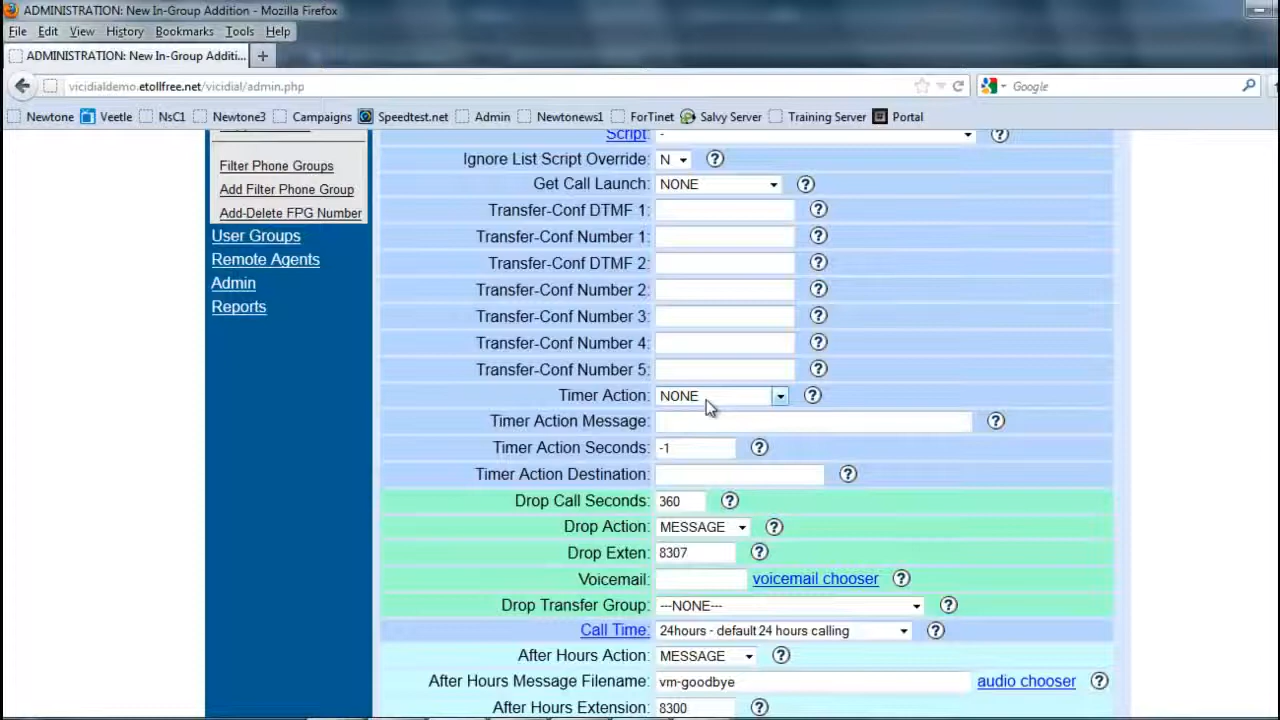 ADMINISTRATION: New In-Group Addition - Mozilla Firefox
File Edit View History Bookmarks Tools Help
ADMINISTRATION: New In-Group Additi... +
vicidialdemo.etollfree.net/vicidial/admin.php Google
Newtone Veetle NsC1 Newtone3 Campaigns Speedtest.net Admin Newtonews1 ForTinet Salvy Server Training Server Portal
Script: - ?
Ignore List Script Override: N ?
Filter Phone Groups
Get Call Launch: NONE ?
Add Filter Phone Group
Transfer-Conf DTMF 1: ?
Add-Delete FPG Number
Transfer-Conf Number 1: ?
User Groups
Transfer-Conf DTMF 2: ?
Remote Agents
Transfer-Conf Number 2: ?
Admin
Transfer-Conf Number 3: ?
Reports
Transfer-Conf Number 4: ?
Transfer-Conf Number 5: ?
Timer Action: NONE ?
Timer Action Message: ?
Timer Action Seconds: -1 ?
Timer Action Destination: ?
Drop Call Seconds: 360 ?
Drop Action: MESSAGE ?
Drop Exten: 8307 ?
Voicemail: voicemail chooser ?
Drop Transfer Group: ---NONE--- ?
Call Time: 24hours - default 24 hours calling ?
After Hours Action: MESSAGE ?
After Hours Message Filename: vm-goodbye audio chooser ?
After Hours Extension: 8300 ?